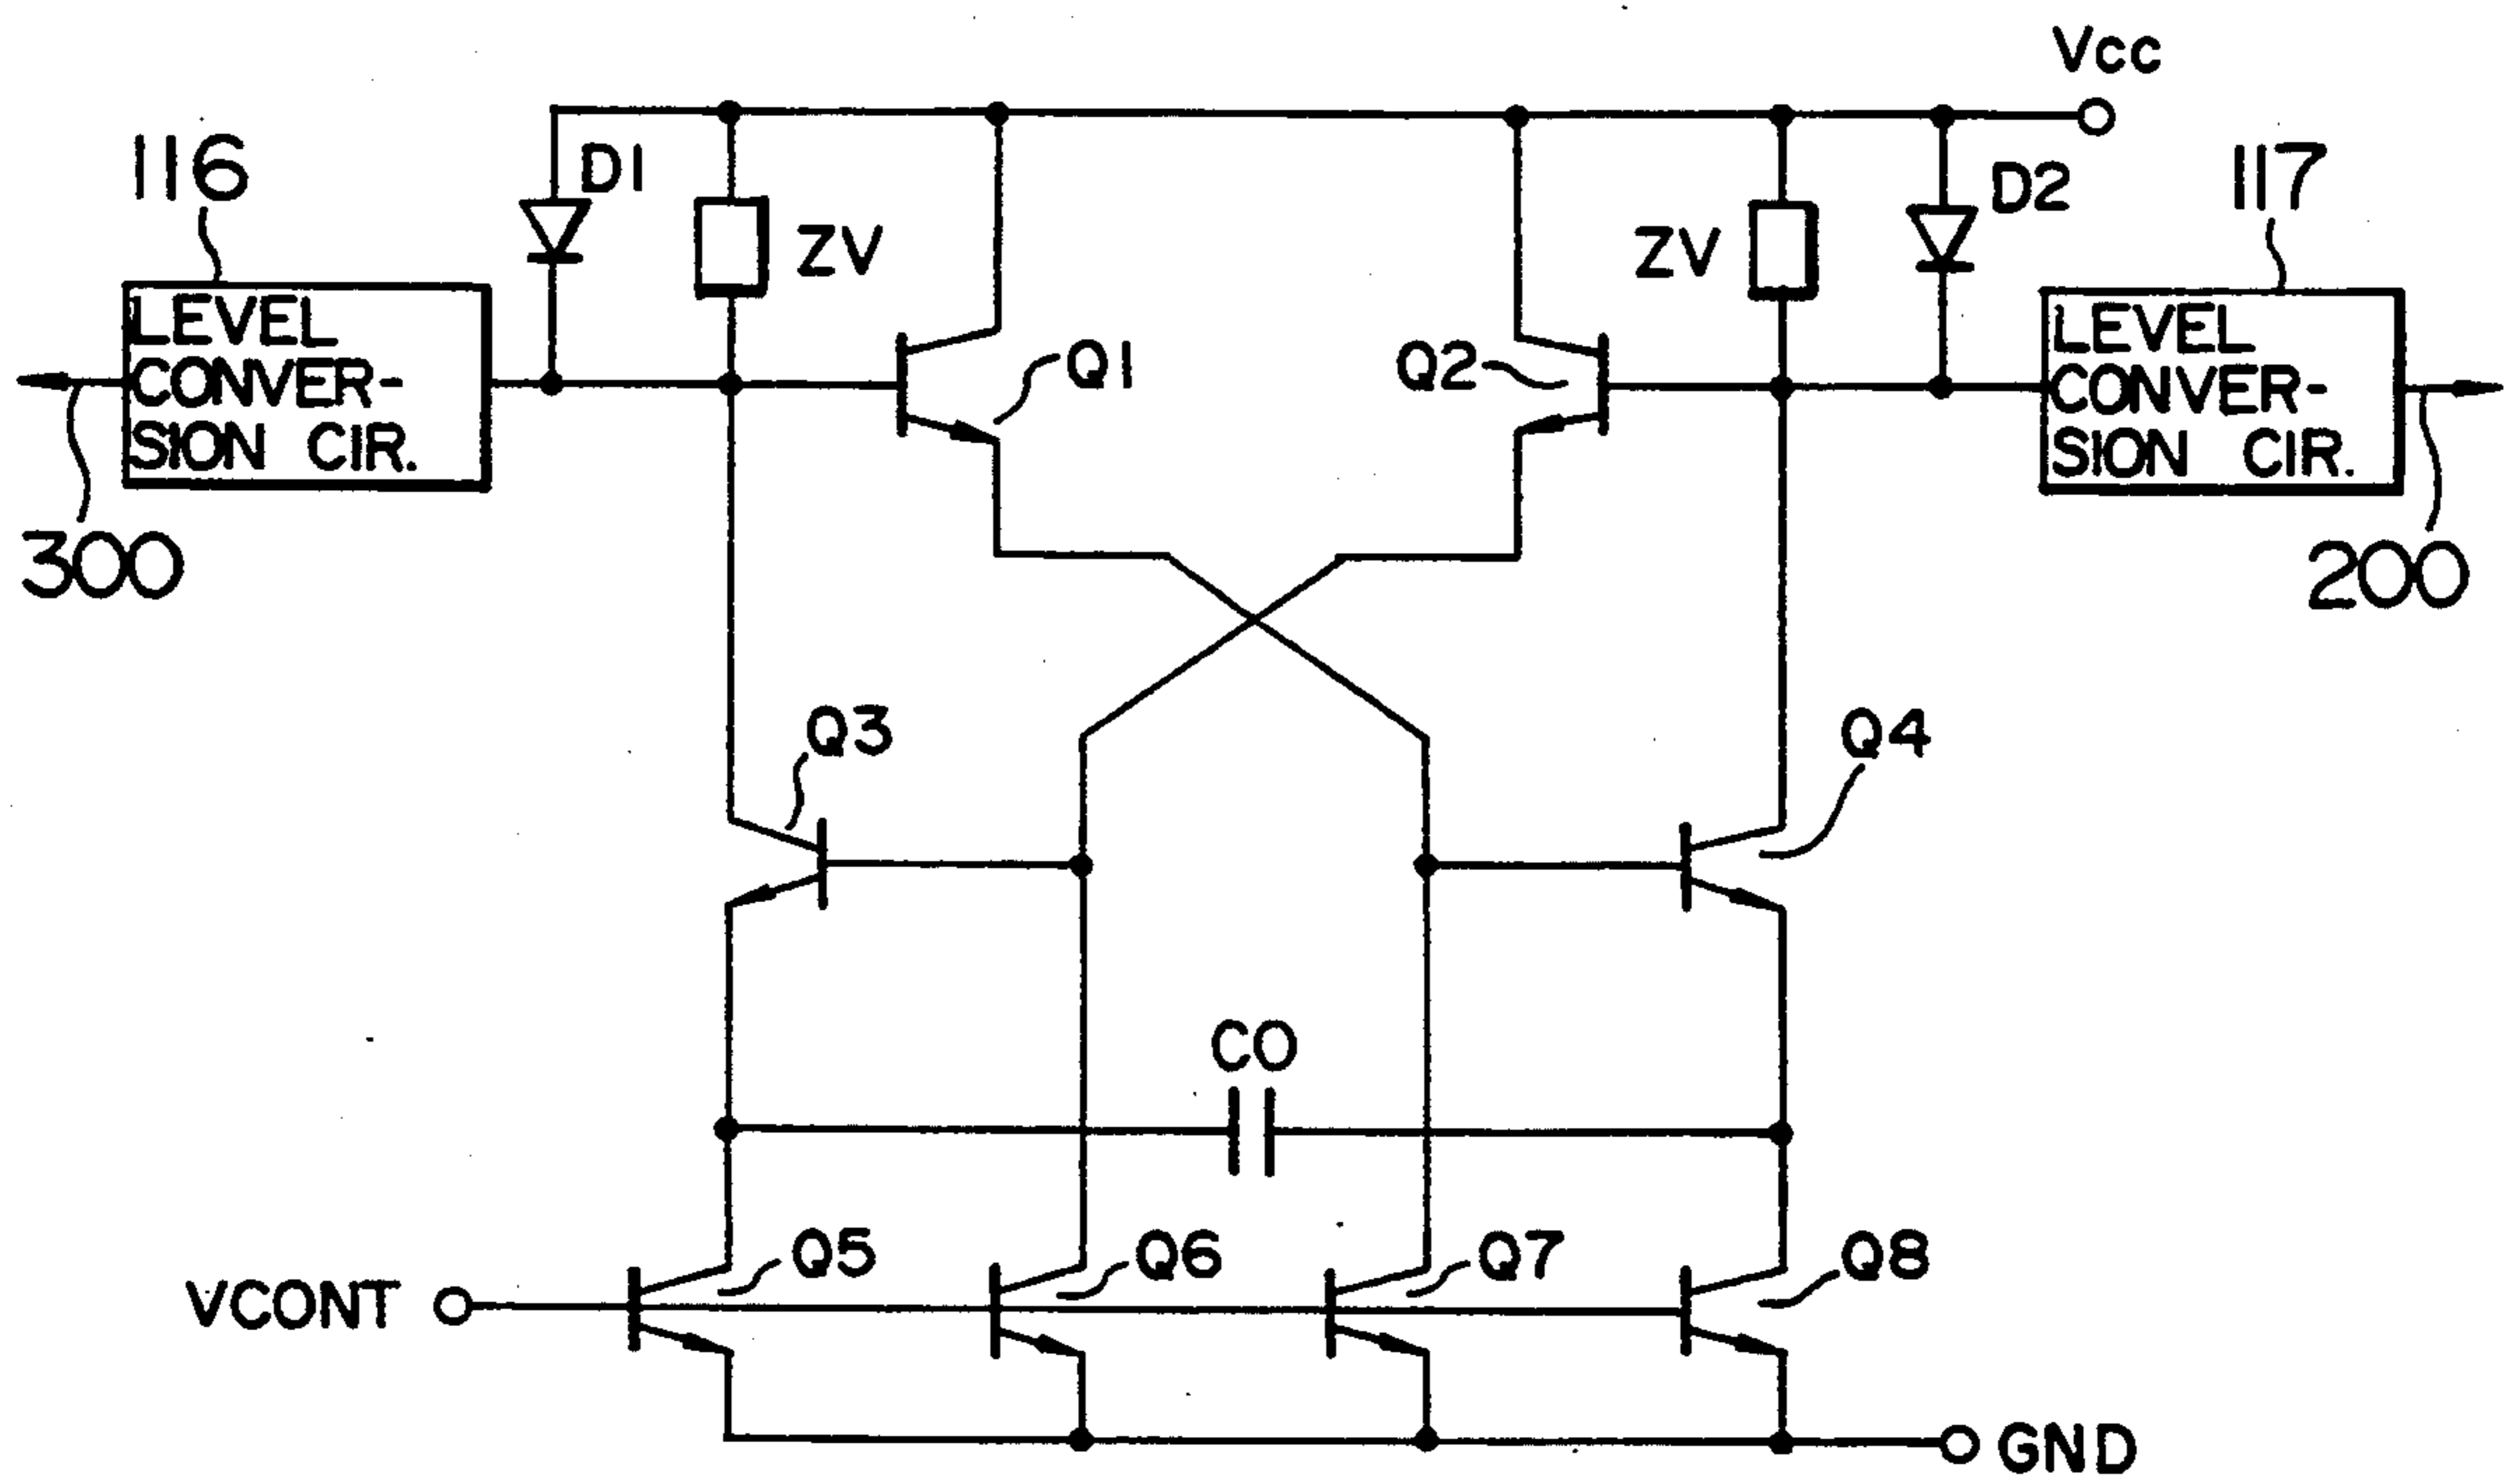 Vcc
116
D1
ZV
ZV
D2
117
LEVEL
CONVER-
SION CIR.
Q1
Q2
LEVEL
CONVER-
SION CIR.
300
200
Q3
Q4
CO
Q5
Q6
Q7
Q8
VCONT
GND